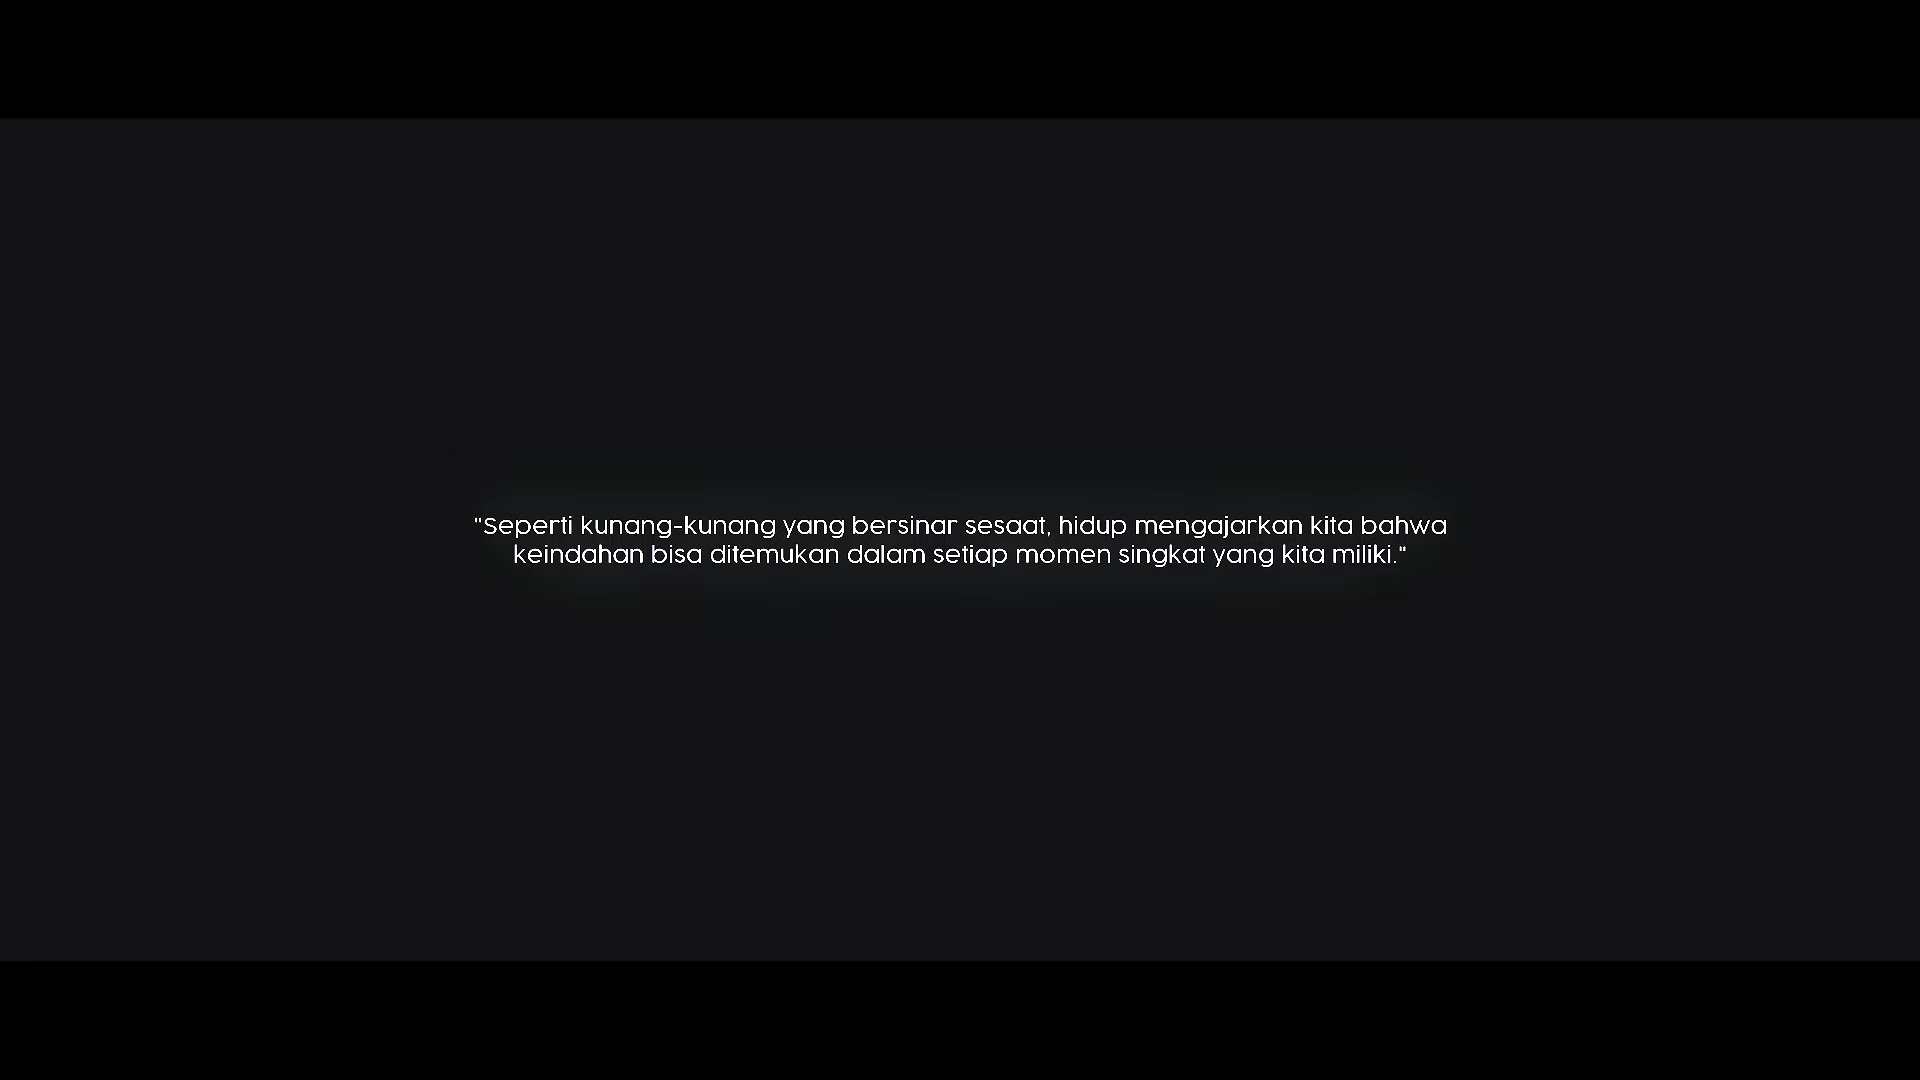 "Seperti kunang-kunang yang bersinar sesaat, hidup mengajarkan kita bahwa
keindahan bisa ditemukan dalam setiap momen singkat yang kita miliki."